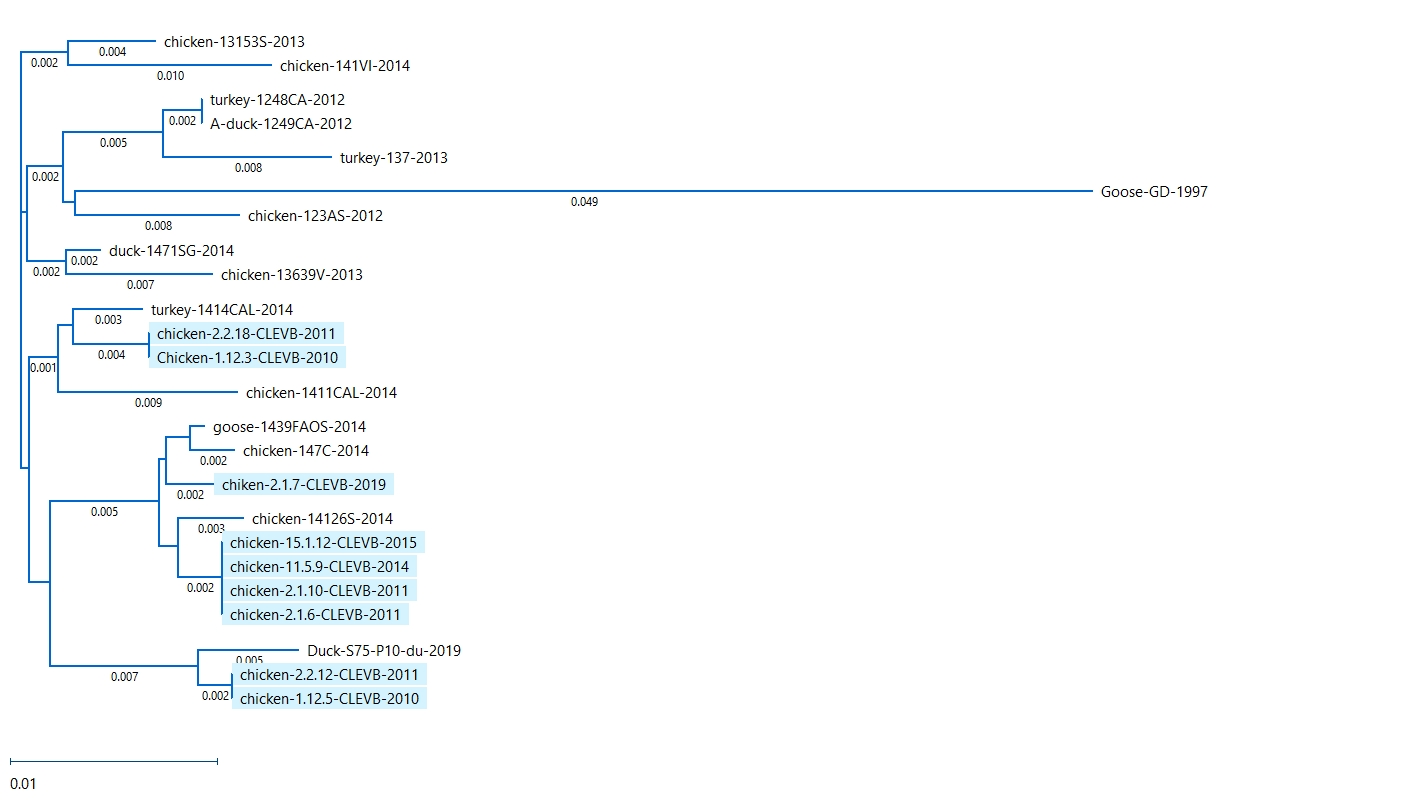 chicken-13153S-2013
0.004
0.002
chicken-141VI-2014
0.010
turkey-1248CA-2012
0.002
A-duck-1249CA-2012
0.005
turkey-137-2013
0.008
0.002
Goose-GD-1997
0.049
chicken-123AS-2012
0.008
duck-1471SG-2014
0.002
0.002
chicken-13639V-2013
0.007
turkey-1414CAL-2014
0.003
chicken-2.2.18-CLEVB-2011
0.004
Chicken-1.12.3-CLEVB-2010
0.001
chicken-1411CAL-2014
0.009
goose-1439FAOS-2014
chicken-147C-2014
0.002
chiken-2.1.7-CLEVB-2019
0.002
0.005
chicken-14126S-2014
0.003
chicken-15.1.12-CLEVB-2015
chicken-11.5.9-CLEVB-2014
0.002
chicken-2.1.10-CLEVB-2011
chicken-2.1.6-CLEVB-2011
Duck-S75-P10-du-2019
0.005
0.007
chicken-2.2.12-CLEVB-2011
0.002
chicken-1.12.5-CLEVB-2010
0.01